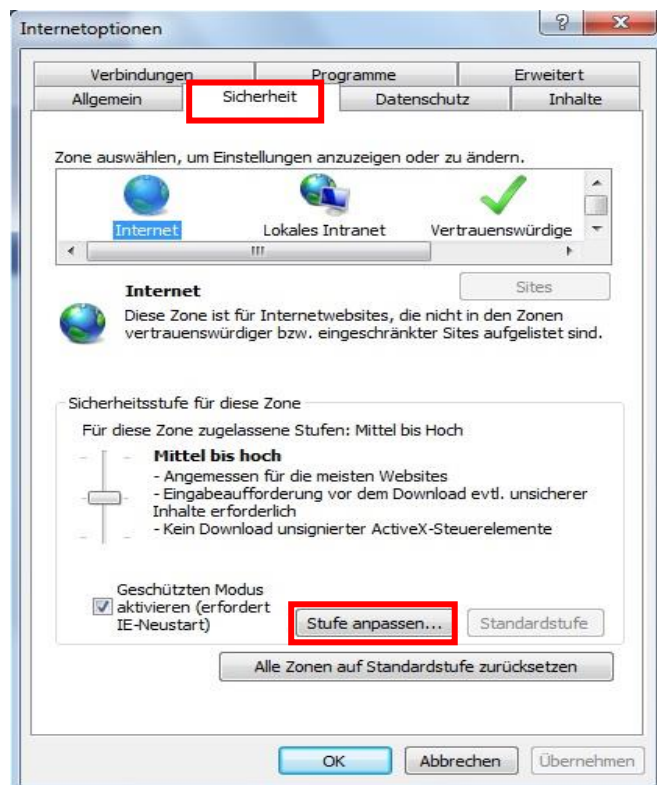 Internetoptionen
Verbindungen Programme Erweitert
Allgemein Sicherheit Datenschutz Inhalte
Zone auswählen, um Einstellungen anzuzeigen oder zu ändern.
Internet Lokales Intranet Vertrauenswürdige
Internet Sites
Diese Zone ist für Internetwebsites, die nicht in den Zonen
vertrauenswürdiger bzw. eingeschränkter Sites aufgelistet sind.
Sicherheitsstufe für diese Zone
Für diese Zone zugelassene Stufen: Mittel bis Hoch
Mittel bis hoch
- Angemessen für die meisten Websites
- Eingabeaufforderung vor dem Download evtl. unsicherer
Inhalte erforderlich
- Kein Download unsignierter ActiveX-Steuerelemente
Geschützten Modus
aktivieren (erfordert
IE-Neustart)
Stufe anpassen... Standardstufe
Alle Zonen auf Standardstufe zurücksetzen
OK Abbrechen Übernehmen